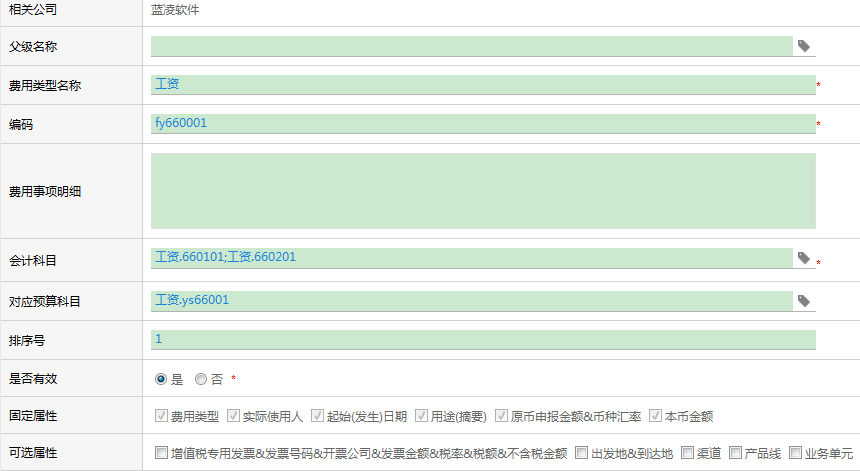 相关公司 蓝凌软件
父级名称
费用类型名称 工资 *
编码 fy660001 *
费用事项明细
会计科目 工资.660101;工资.660201 *
对应预算科目 工资.ys66001
排序号 1
是否有效 是 否 *
固定属性 费用类型 实际使用人 起始(发生)日期 用途(摘要) 原币申报金额&币种汇率 本币金额
可选属性 增值税专用发票&发票号码&开票公司&发票金额&税率&税额&不含税金额 出发地&到达地 渠道 产品线 业务单元